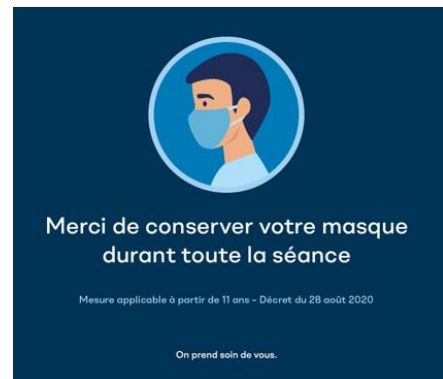 Merci de conserver votre masque
durant toute la séance
Mesure applicable à partir de 11 ans - Décret du 28 août 2020
On prend soin de vous.